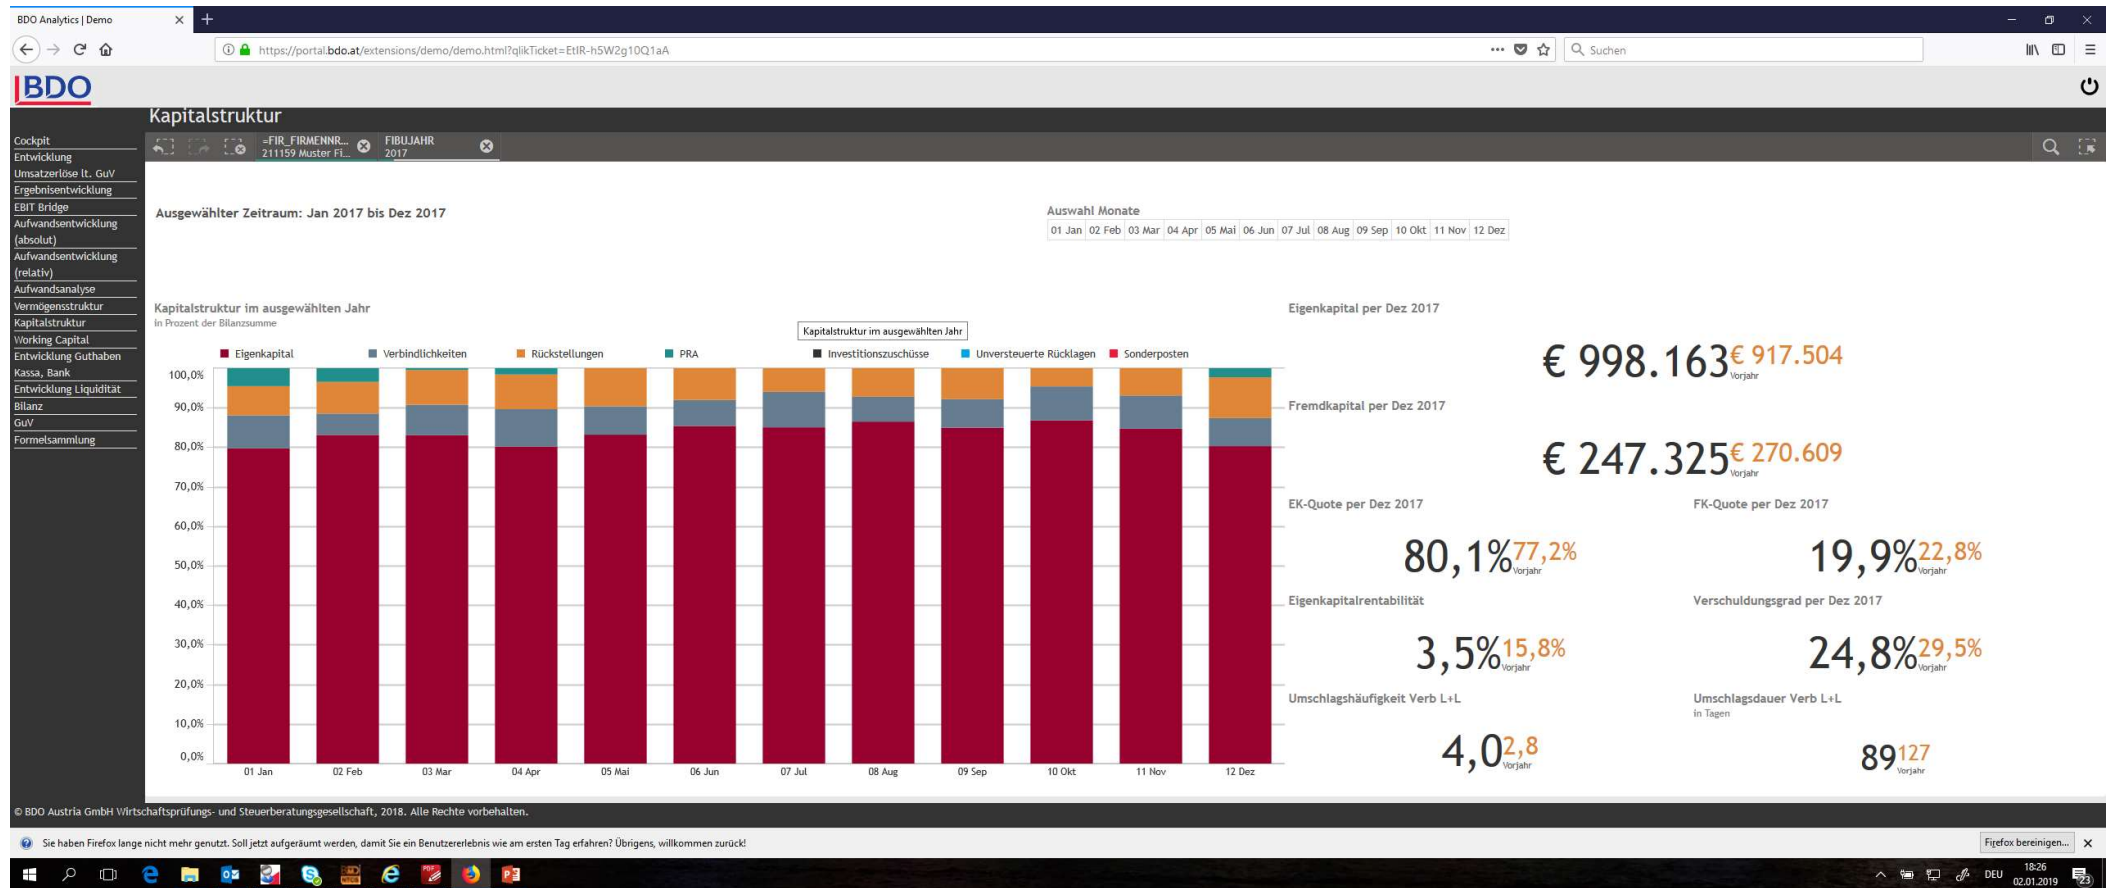 BDO Analytics | Demo
https://portal.bdo.at/extensions/demo/demo.html?qlikTicket=EtIR-h5W2g10Q1aA
Suchen
BDO
Kapitalstruktur
=FIR_FIRMENNR... FIBUJAHR
211159 Muster Fi... 2017
Cockpit
Entwicklung
Umsatzerlöse lt. GuV
Ergebnisentwicklung
EBIT Bridge
Aufwandsentwicklung
(absolut)
Aufwandsentwicklung
(relativ)
Aufwandsanalyse
Vermögensstruktur
Kapitalstruktur
Working Capital
Entwicklung Guthaben
Kassa, Bank
Entwicklung Liquidität
Bilanz
GuV
Formelsammlung
Ausgewählter Zeitraum: Jan 2017 bis Dez 2017
Auswahl Monate
01 Jan 02 Feb 03 Mar 04 Apr 05 Mai 06 Jun 07 Jul 08 Aug 09 Sep 10 Okt 11 Nov 12 Dez
Kapitalstruktur im ausgewählten Jahr
in Prozent der Bilanzsumme
Kapitalstruktur im ausgewählten Jahr
Eigenkapital Verbindlichkeiten Rückstellungen PRA Investitionszuschüsse Unversteuerte Rücklagen Sonderposten
100,0%
90,0%
80,0%
70,0%
60,0%
50,0%
40,0%
30,0%
20,0%
10,0%
0,0%
01 Jan 02 Feb 03 Mar 04 Apr 05 Mai 06 Jun 07 Jul 08 Aug 09 Sep 10 Okt 11 Nov 12 Dez
Eigenkapital per Dez 2017
€ 998.163 € 917.504
Vorjahr
Fremdkapital per Dez 2017
€ 247.325 € 270.609
Vorjahr
EK-Quote per Dez 2017
80,1% 77,2%
Vorjahr
FK-Quote per Dez 2017
19,9% 22,8%
Vorjahr
Eigenkapitalrentabilität
3,5% 15,8%
Vorjahr
Verschuldungsgrad per Dez 2017
24,8% 29,5%
Vorjahr
Umschlagshäufigkeit Verb L+L
4,0 2,8
Vorjahr
Umschlagsdauer Verb L+L
in Tagen
89 127
Vorjahr
© BDO Austria GmbH Wirtschaftsprüfungs- und Steuerberatungsgesellschaft, 2018. Alle Rechte vorbehalten.
Sie haben Firefox lange nicht mehr genutzt. Soll jetzt aufgeräumt werden, damit Sie ein Benutzererlebnis wie am ersten Tag erfahren? Übrigens, willkommen zurück!
Firefox bereinigen...
DEU
18:26
02.01.2019
23